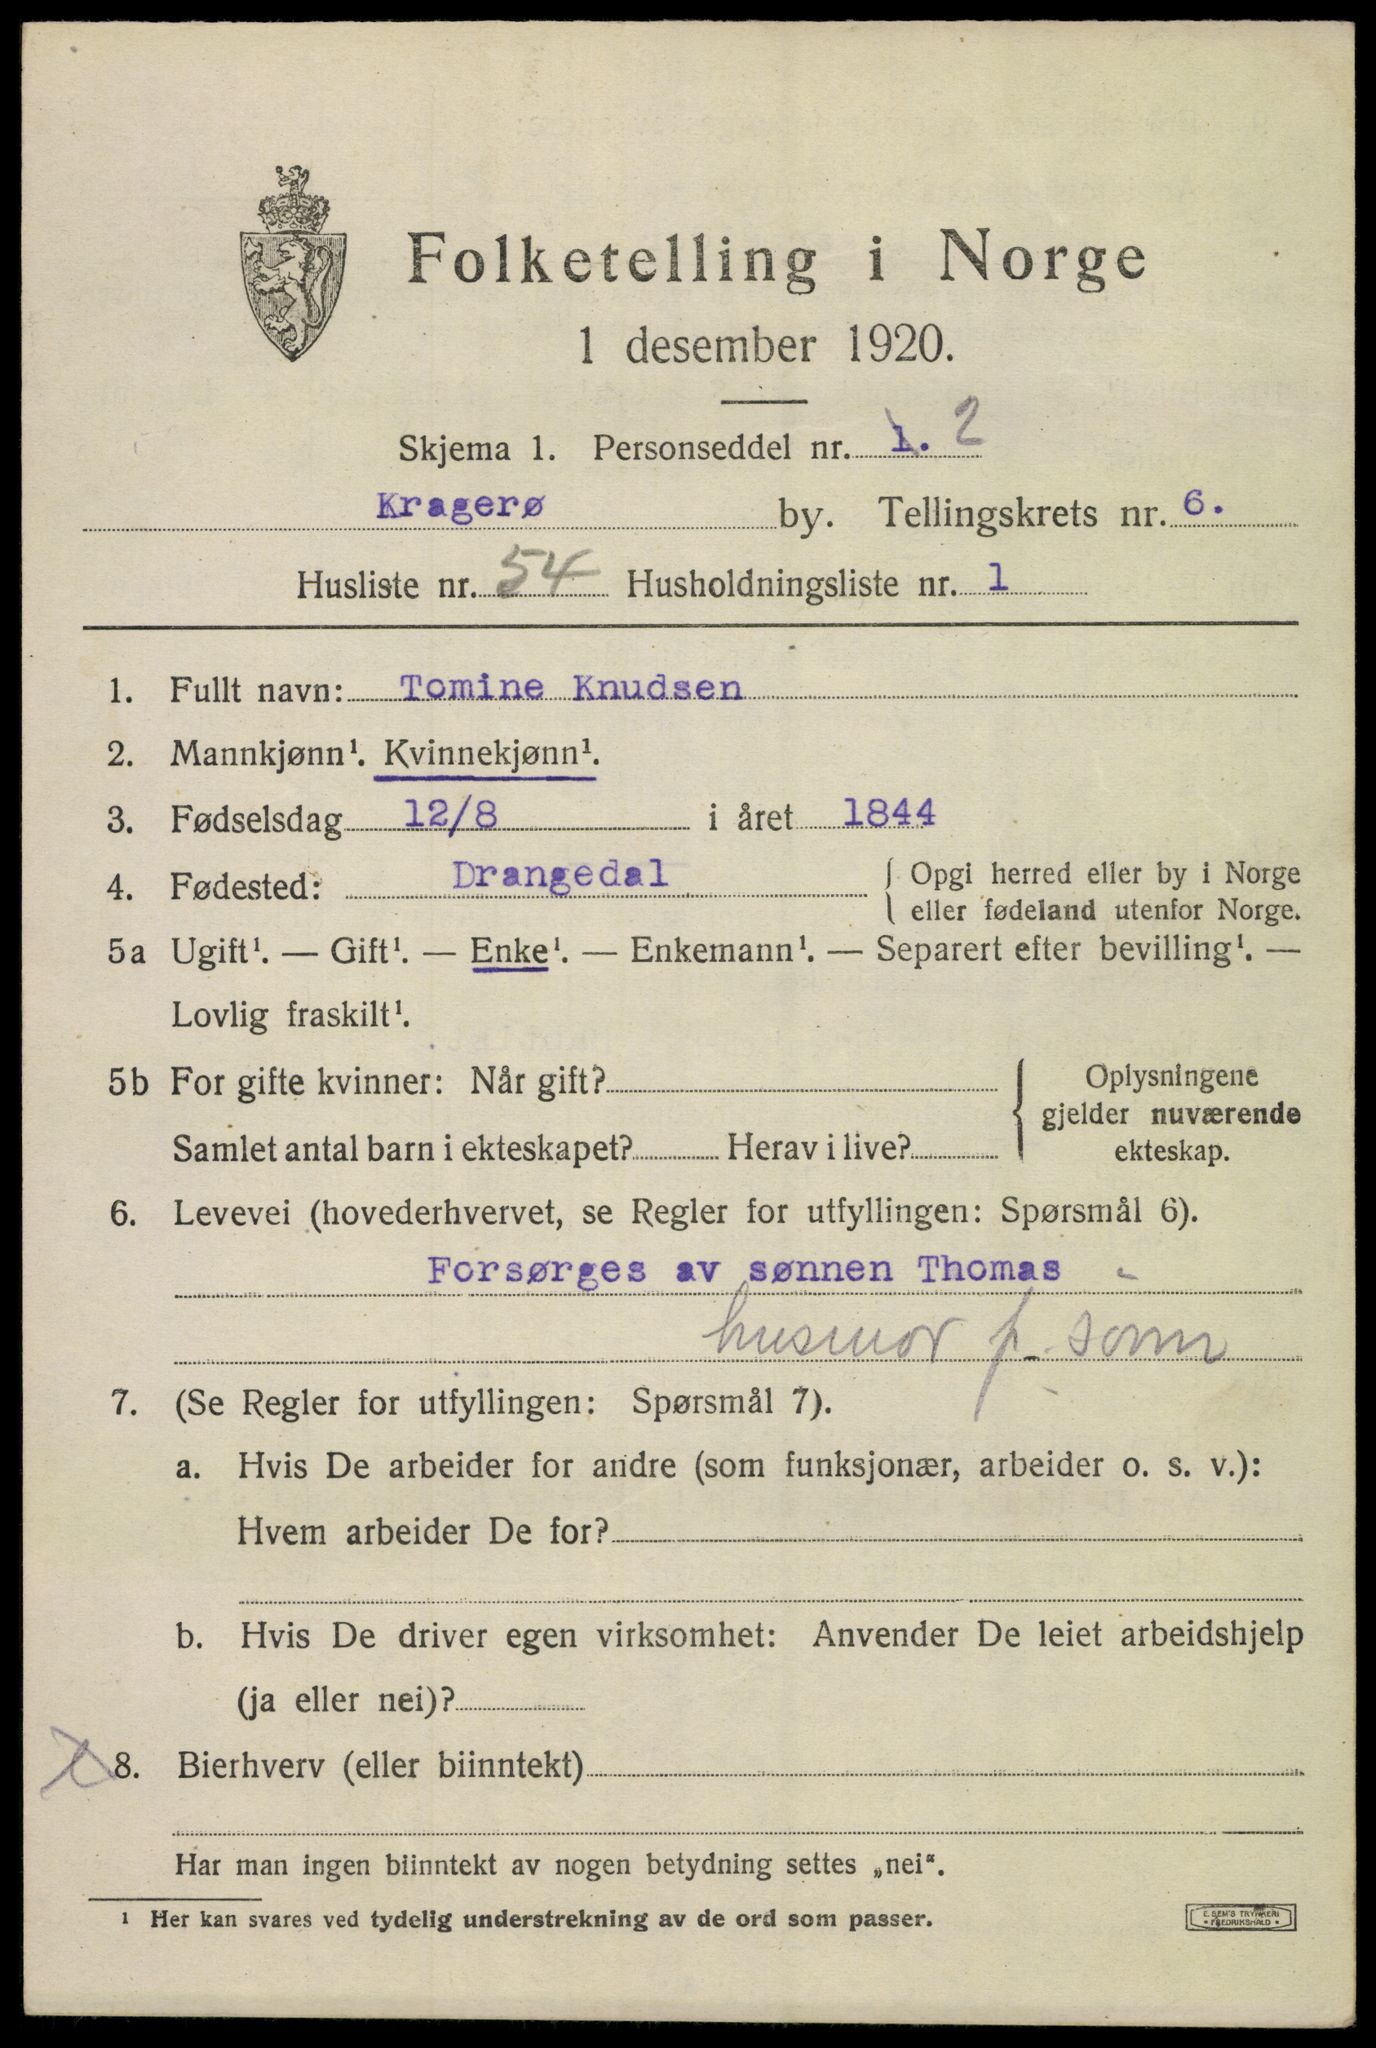 Folketelling i Norge
1 desember 1920.
Skjema 1. Personseddel nr. 1. 2
Kragerø by. Tellingskrets nr. 6.
Husliste nr. 54 Husholdningsliste nr. 1
1. Fullt navn: Tomine Knudsen
2. Mannkjønn¹. Kvinnekjønn¹.
3. Fødselsdag 12/8 i året 1844
4. Fødested: Drangedal { Opgi herred eller by i Norge
eller fødeland utenfor Norge.
5a Ugift¹. — Gift¹. — Enke¹. — Enkemann¹. — Separert efter bevilling¹. —
Lovlig fraskilt¹.
5b For gifte kvinner: Når gift? { Oplysningene
gjelder nuværende
Samlet antal barn i ekteskapet? Herav i live? ekteskap.
6. Levevei (hovederhvervet, se Regler for utfyllingen: Spørsmål 6).
Forsørges av sønnen Thomas
husmor p. sønn
7. (Se Regler for utfyllingen: Spørsmål 7).
a. Hvis De arbeider for andre (som funksjonær, arbeider o. s. v.):
Hvem arbeider De for?
b. Hvis De driver egen virksomhet: Anvender De leiet arbeidshjelp
(ja eller nei)?
8. Bierhverv (eller biinntekt)
Har man ingen biinntekt av nogen betydning settes „nei“.
¹ Her kan svares ved tydelig understrekning av de ord som passer.
E. SEM'S TRYKKERI
• FREDRIKSHALD •